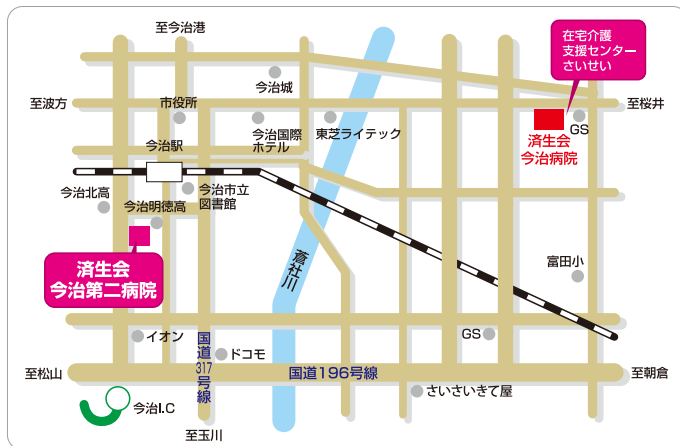 至今治港
在宅介護
支援センター
さいせい
今治城
至波方
市役所
至桜井
今治国際
ホテル
東芝ライテック
GS
済生会
今治病院
今治駅
今治市立
図書館
今治北高
今治明徳高
済生会
今治第二病院
蒼社川
富田小
イオン
国道317号線
ドコモ
GS
至松山
国道196号線
至朝倉
さいさいきて屋
今治I.C
至玉川